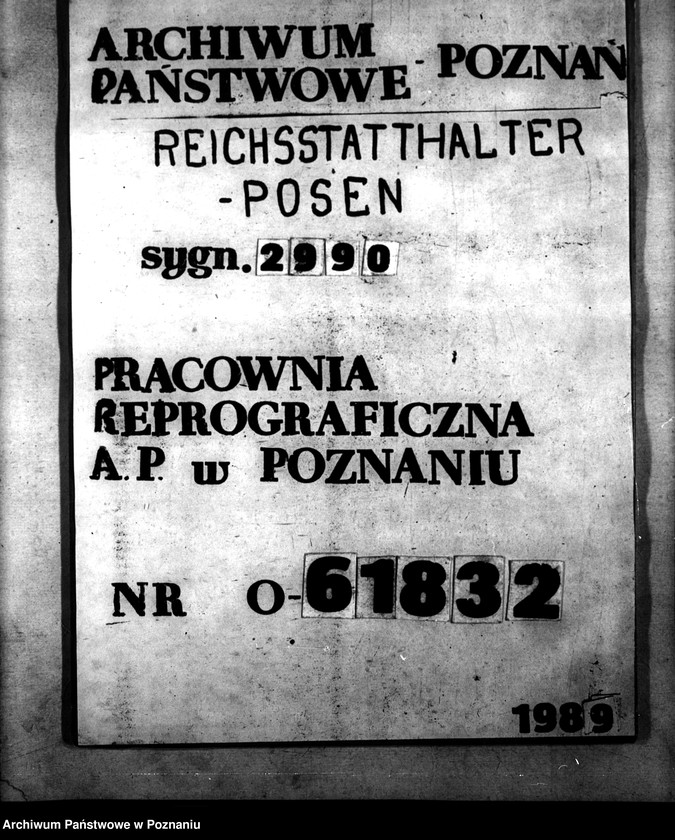 ARCHIWUM
PAŃSTWOWE - POZNAŃ
REICHSSTATTHALTER
-POSEN
sygn. 2990
PRACOWNIA
REPROGRAFICZNA
A.P. w POZNANIU
NR O-61832
1989
Archiwum Państwowe w Poznaniu